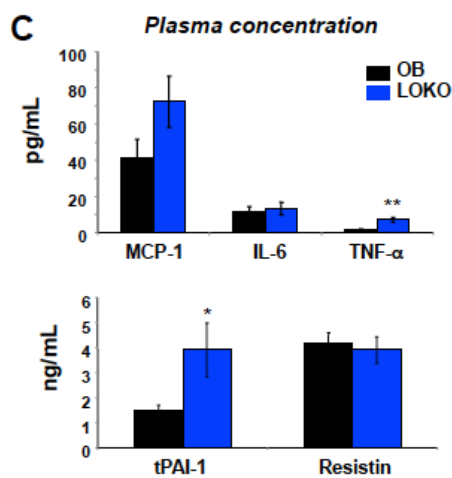 C
Plasma concentration
pg/mL
100
80
60
40
20
0
OB
LOKO
**
MCP-1 IL-6 TNF-α
ng/mL
6
5
4
3
2
1
0
*
tPAI-1 Resistin